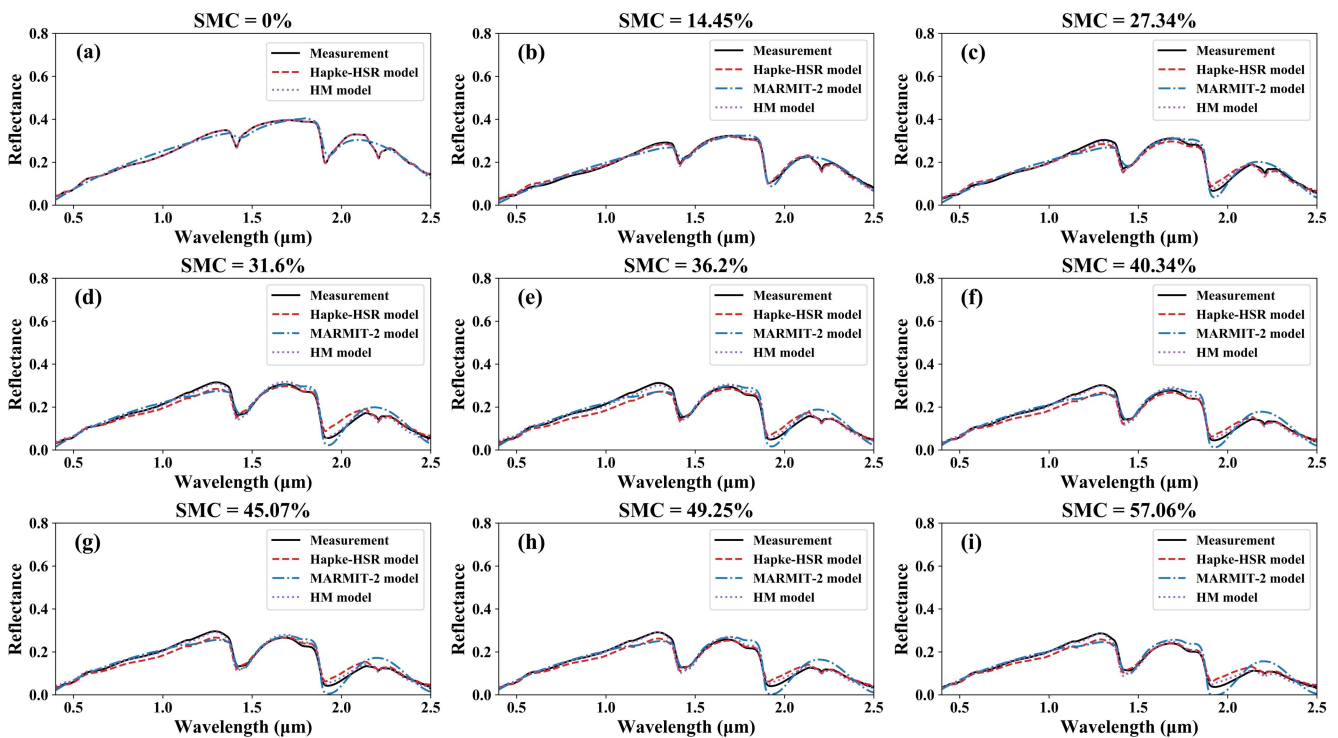 SMC = 0%
(a)
Measurement
Hapke-HSR model
HM model
Reflectance
0.8
0.6
0.4
0.2
0.0
0.5
1.0
1.5
2.0
2.5
Wavelength (μm)
SMC = 14.45%
(b)
Measurement
Hapke-HSR model
MARMIT-2 model
HM model
Reflectance
0.8
0.6
0.4
0.2
0.0
0.5
1.0
1.5
2.0
2.5
Wavelength (μm)
SMC = 27.34%
(c)
Measurement
Hapke-HSR model
MARMIT-2 model
HM model
Reflectance
0.8
0.6
0.4
0.2
0.0
0.5
1.0
1.5
2.0
2.5
Wavelength (μm)
SMC = 31.6%
(d)
Measurement
Hapke-HSR model
MARMIT-2 model
HM model
Reflectance
0.8
0.6
0.4
0.2
0.0
0.5
1.0
1.5
2.0
2.5
Wavelength (μm)
SMC = 36.2%
(e)
Measurement
Hapke-HSR model
MARMIT-2 model
HM model
Reflectance
0.8
0.6
0.4
0.2
0.0
0.5
1.0
1.5
2.0
2.5
Wavelength (μm)
SMC = 40.34%
(f)
Measurement
Hapke-HSR model
MARMIT-2 model
HM model
Reflectance
0.8
0.6
0.4
0.2
0.0
0.5
1.0
1.5
2.0
2.5
Wavelength (μm)
SMC = 45.07%
(g)
Measurement
Hapke-HSR model
MARMIT-2 model
HM model
Reflectance
0.8
0.6
0.4
0.2
0.0
0.5
1.0
1.5
2.0
2.5
Wavelength (μm)
SMC = 49.25%
(h)
Measurement
Hapke-HSR model
MARMIT-2 model
HM model
Reflectance
0.8
0.6
0.4
0.2
0.0
0.5
1.0
1.5
2.0
2.5
Wavelength (μm)
SMC = 57.06%
(i)
Measurement
Hapke-HSR model
MARMIT-2 model
HM model
Reflectance
0.8
0.6
0.4
0.2
0.0
0.5
1.0
1.5
2.0
2.5
Wavelength (μm)